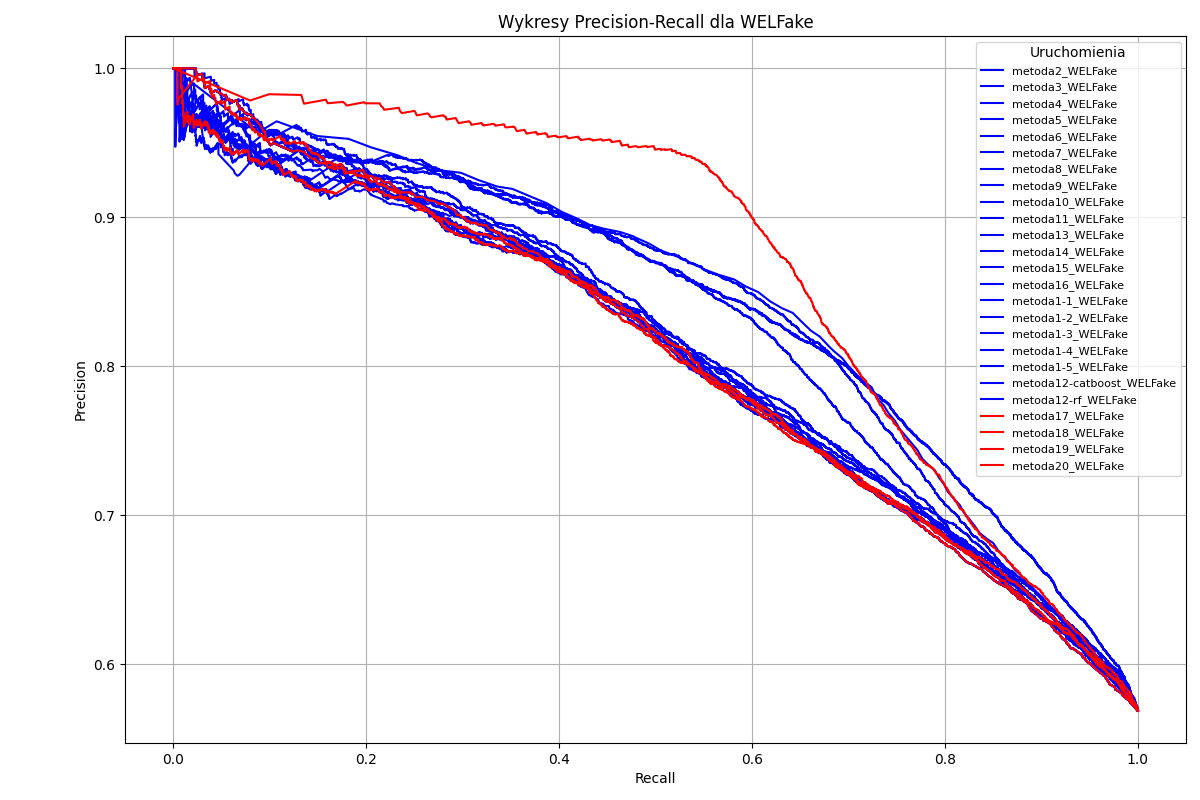 Wykresy Precision-Recall dla WELFake
Uruchomienia
metoda2_WELFake
metoda3_WELFake
metoda4_WELFake
metoda5_WELFake
metoda6_WELFake
metoda7_WELFake
metoda8_WELFake
metoda9_WELFake
metoda10_WELFake
metoda11_WELFake
metoda13_WELFake
metoda14_WELFake
metoda15_WELFake
metoda16_WELFake
metoda1-1_WELFake
metoda1-2_WELFake
metoda1-3_WELFake
metoda1-4_WELFake
metoda1-5_WELFake
metoda12-catboost_WELFake
metoda12-rf_WELFake
metoda17_WELFake
metoda18_WELFake
metoda19_WELFake
metoda20_WELFake
1.0
0.9
0.8
0.7
0.6
Precision
0.0 0.2 0.4 0.6 0.8 1.0
Recall